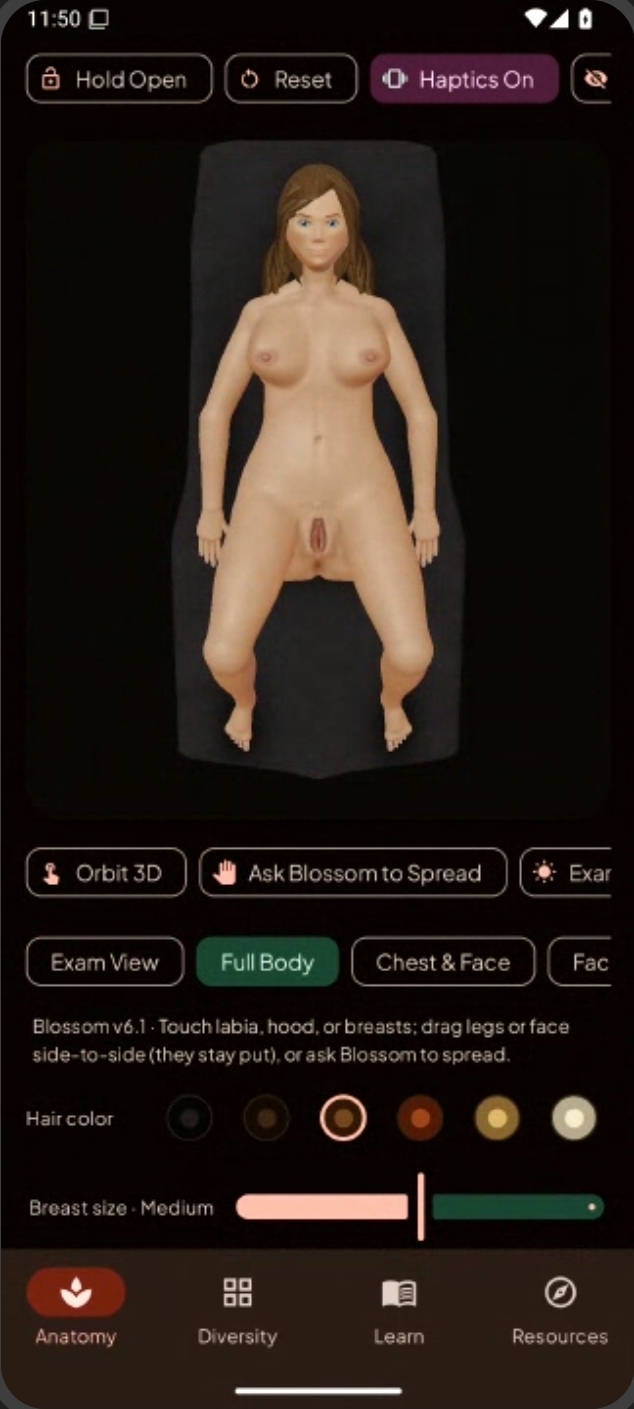 11:50
Hold Open
Reset
Haptics On
Orbit 3D
Ask Blossom to Spread
Exam View
Full Body
Chest & Face
Blossom v6.1 · Touch labia, hood, or breasts; drag legs or face
side-to-side (they stay put), or ask Blossom to spread.
Hair color
Breast size · Medium
Anatomy
Diversity
Learn
Resources